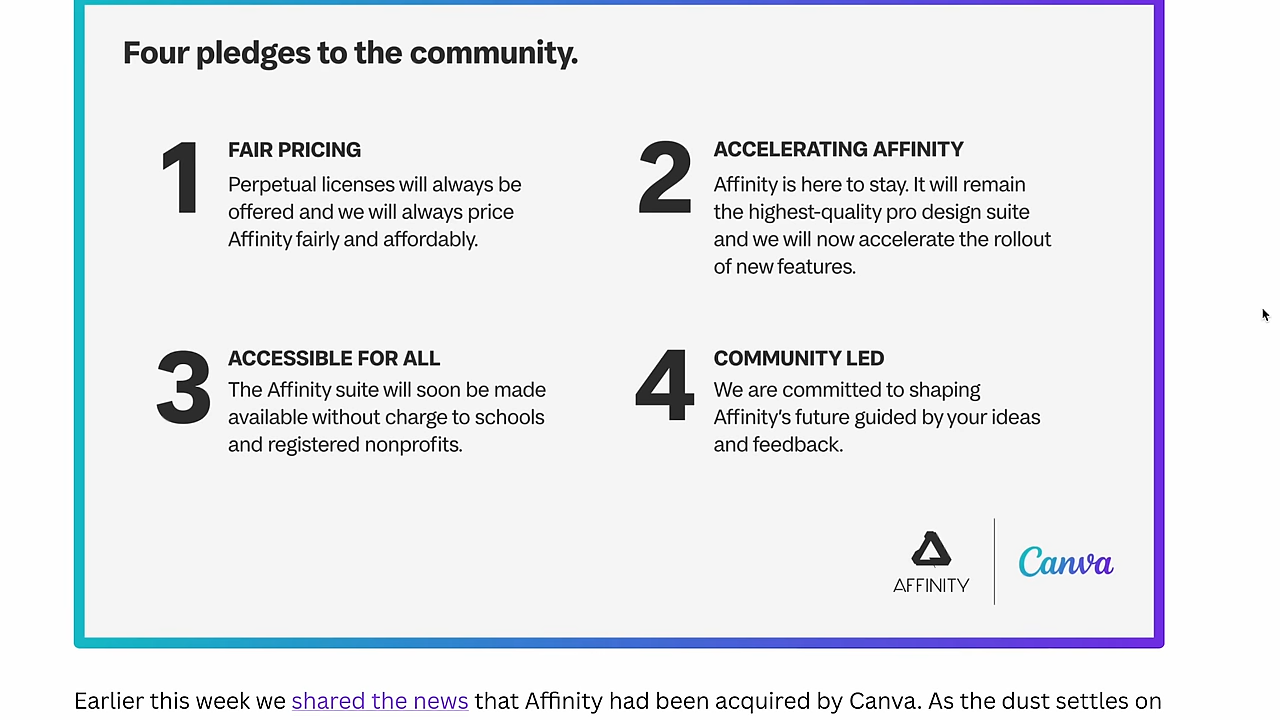 Four pledges to the community.
1
FAIR PRICING
Perpetual licenses will always be
offered and we will always price
Affinity fairly and affordably.
2
ACCELERATING AFFINITY
Affinity is here to stay. It will remain
the highest-quality pro design suite
and we will now accelerate the rollout
of new features.
3
ACCESSIBLE FOR ALL
The Affinity suite will soon be made
available without charge to schools
and registered nonprofits.
4
COMMUNITY LED
We are committed to shaping
Affinity's future guided by your ideas
and feedback.
AFFINITY
Canva
Earlier this week we shared the news that Affinity had been acquired by Canva. As the dust settles on